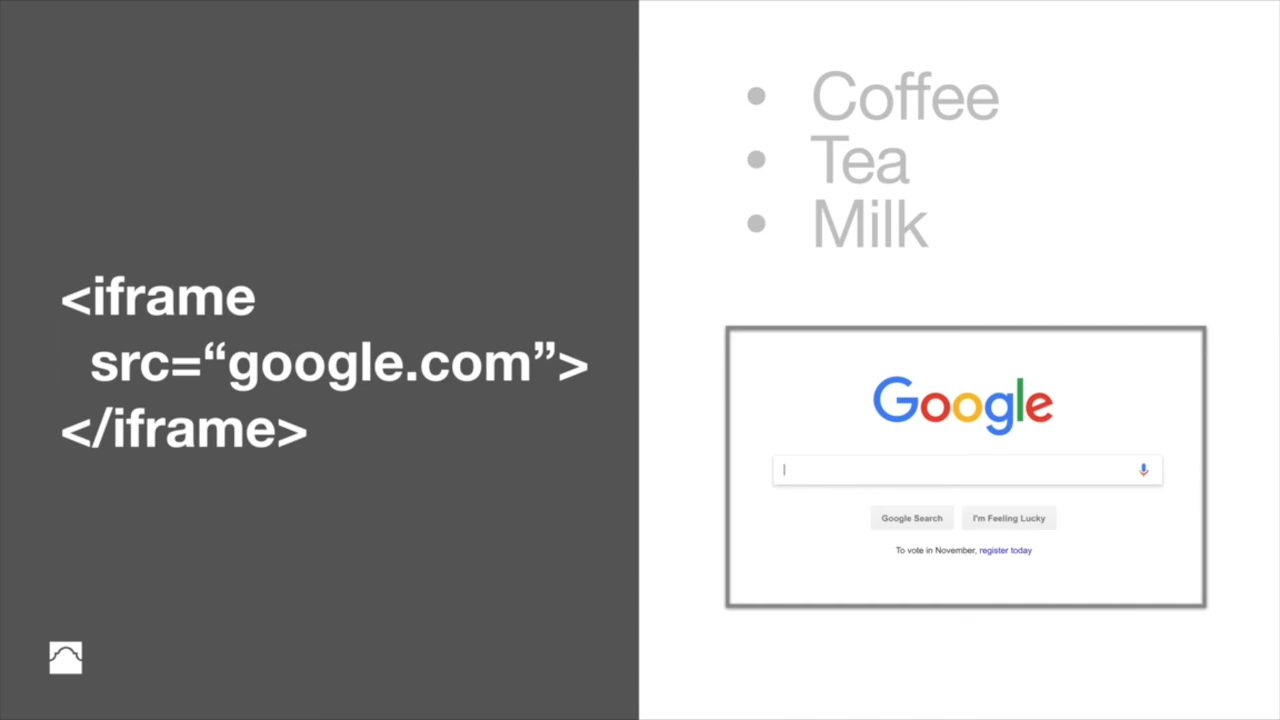 <iframe
src=“google.com”>
</iframe>
• Coffee
• Tea
• Milk
Google
Google Search I'm Feeling Lucky
To vote in November, register today